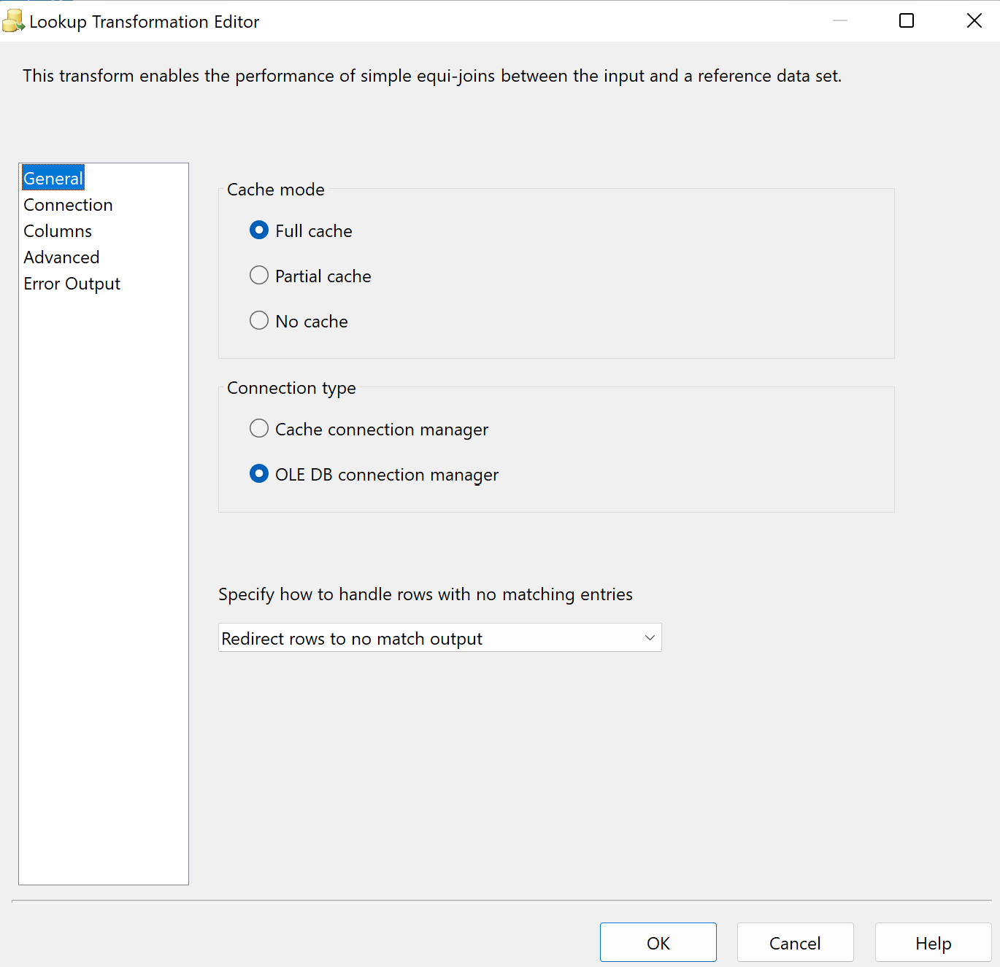 Lookup Transformation Editor
This transform enables the performance of simple equi-joins between the input and a reference data set.
General
Connection
Columns
Advanced
Error Output
Cache mode
Full cache
Partial cache
No cache
Connection type
Cache connection manager
OLE DB connection manager
Specify how to handle rows with no matching entries
Redirect rows to no match output
OK
Cancel
Help